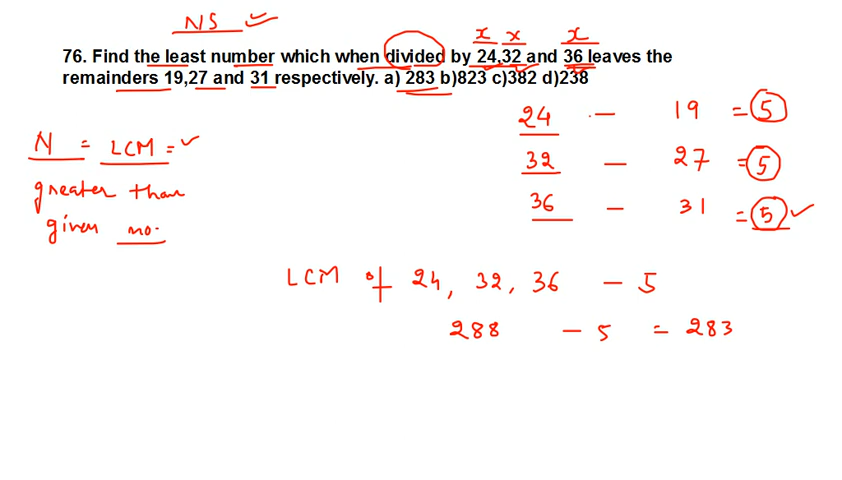 NS
x x x
76. Find the least number which when divided by 24,32 and 36 leaves the
remainders 19,27 and 31 respectively. a) 283 b)823 c)382 d)238
24 - 19 = 5
N = LCM =
32 - 27 = 5
greater than
36 - 31 = 5
given no.
LCM of 24, 32, 36 - 5
288 - 5 = 283